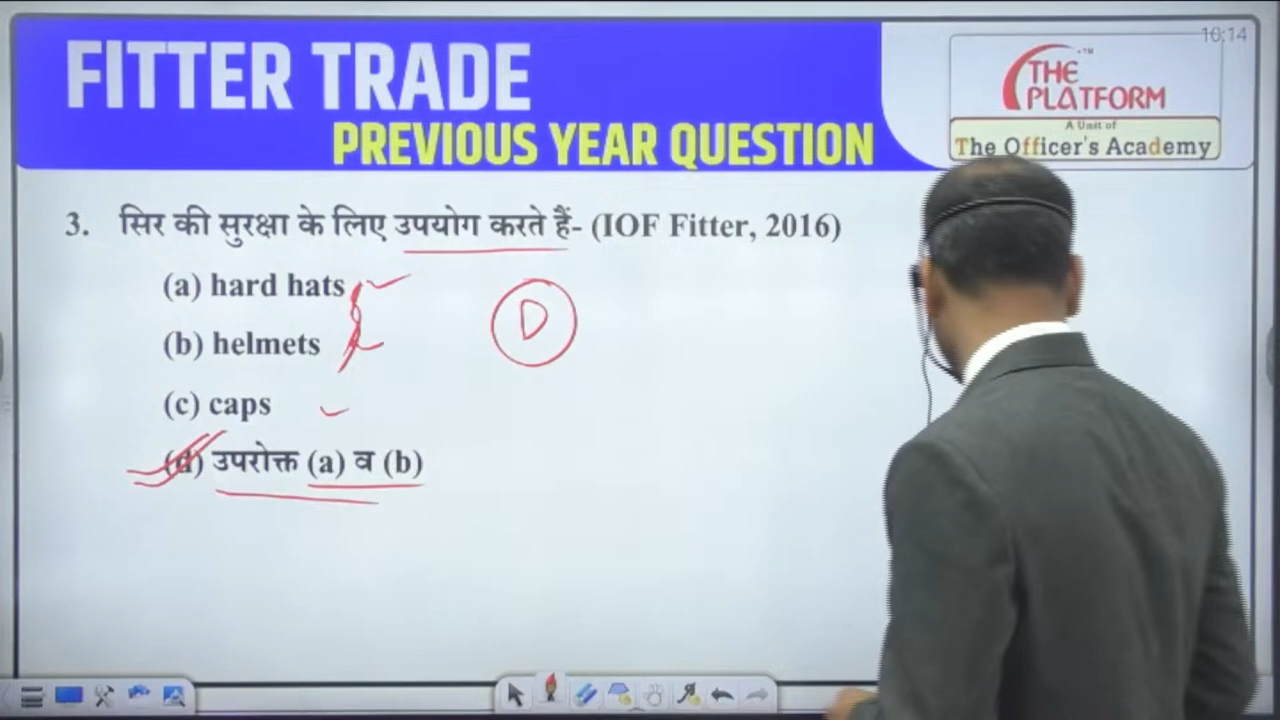 FITTER TRADE
PREVIOUS YEAR QUESTION
10:14
THE
PLATFORM
A Unit of
The Officer's Academy
3. सिर की सुरक्षा के लिए उपयोग करते हैं- (IOF Fitter, 2016)
(a) hard hats
D
(b) helmets
(c) caps
(d) उपरोक्त (a) व (b)